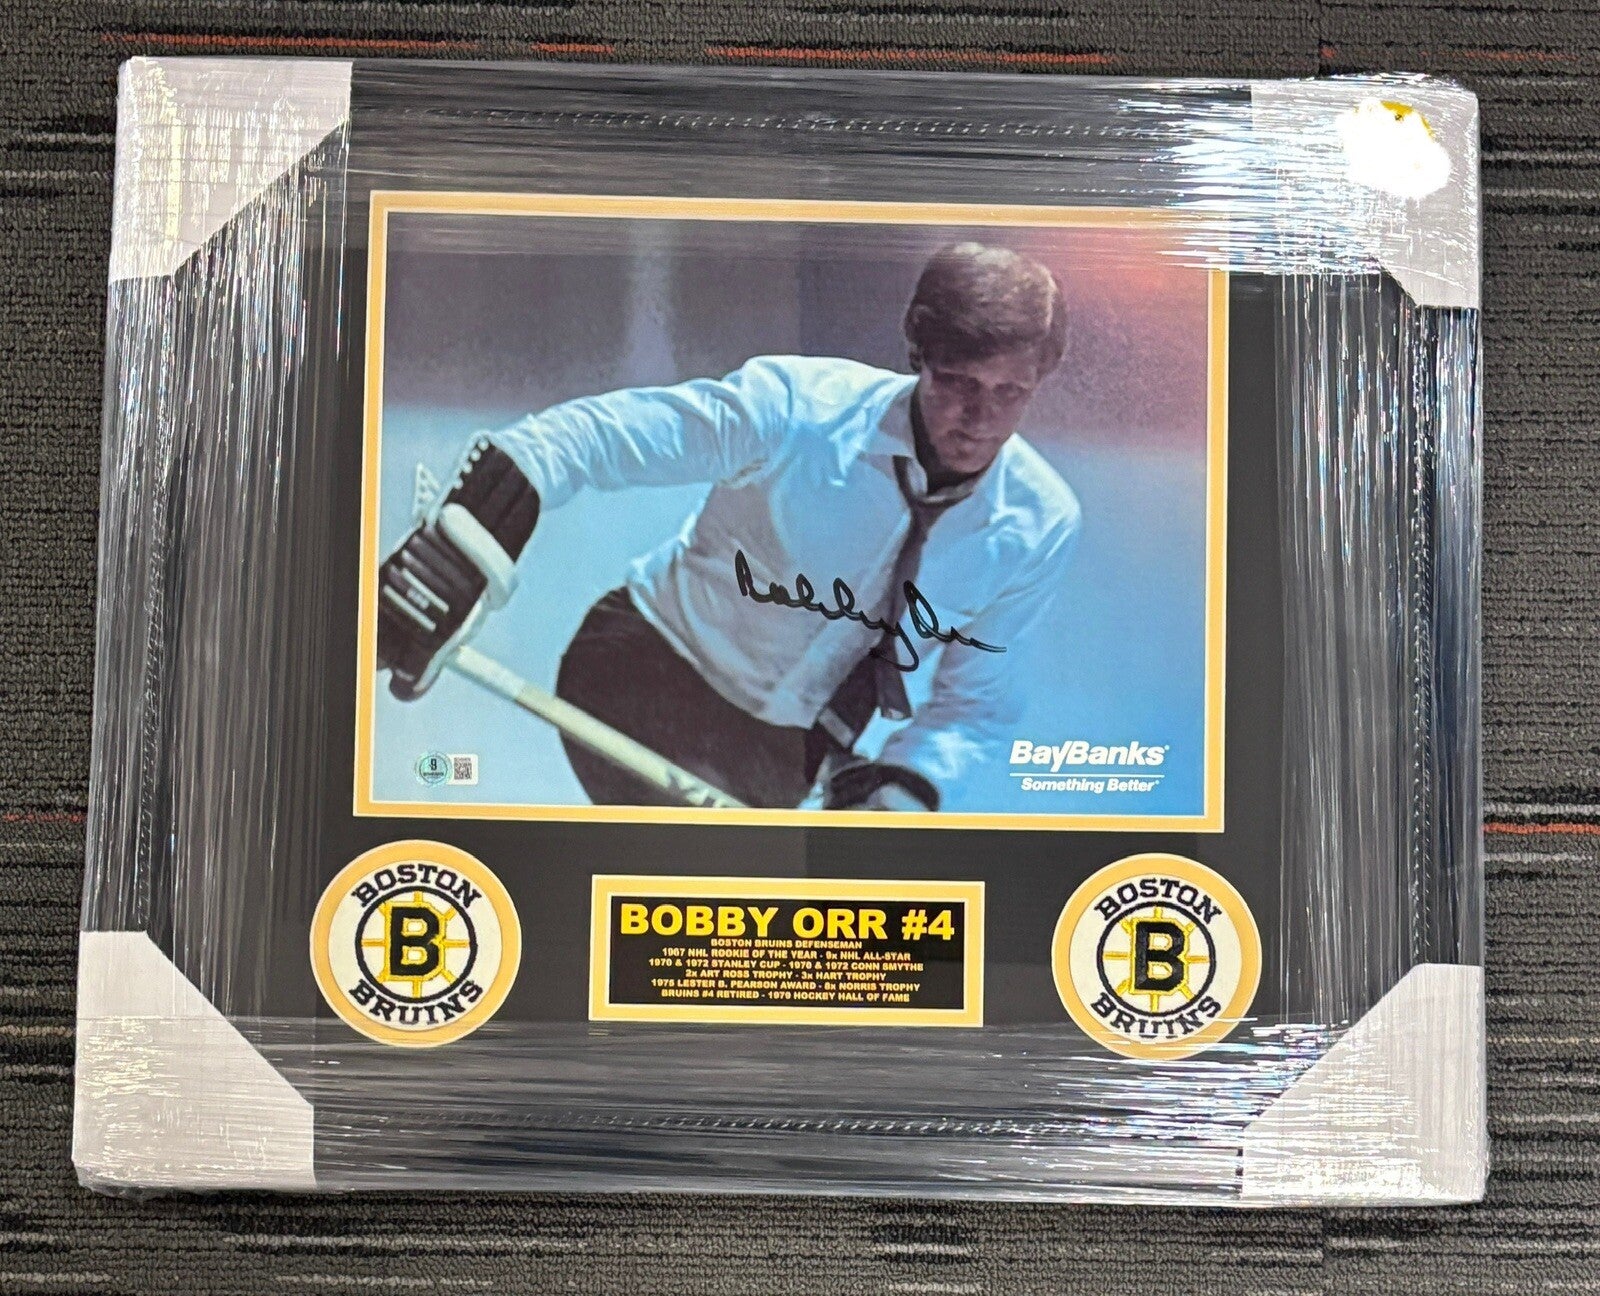 Bobby Orr
BayBanks®
Something Better®
BOSTON
B
BRUINS
BOBBY ORR #4
BOSTON BRUINS DEFENSEMAN
1967 NHL ROOKIE OF THE YEAR - 9x NHL ALL-STAR
1970 & 1972 STANLEY CUP - 1970 & 1972 CONN SMYTHE
2x ART ROSS TROPHY - 3x HART TROPHY
1975 LESTER B. PEARSON AWARD - 8x NORRIS TROPHY
BRUINS #4 RETIRED - 1979 HOCKEY HALL OF FAME
BOSTON
B
BRUINS